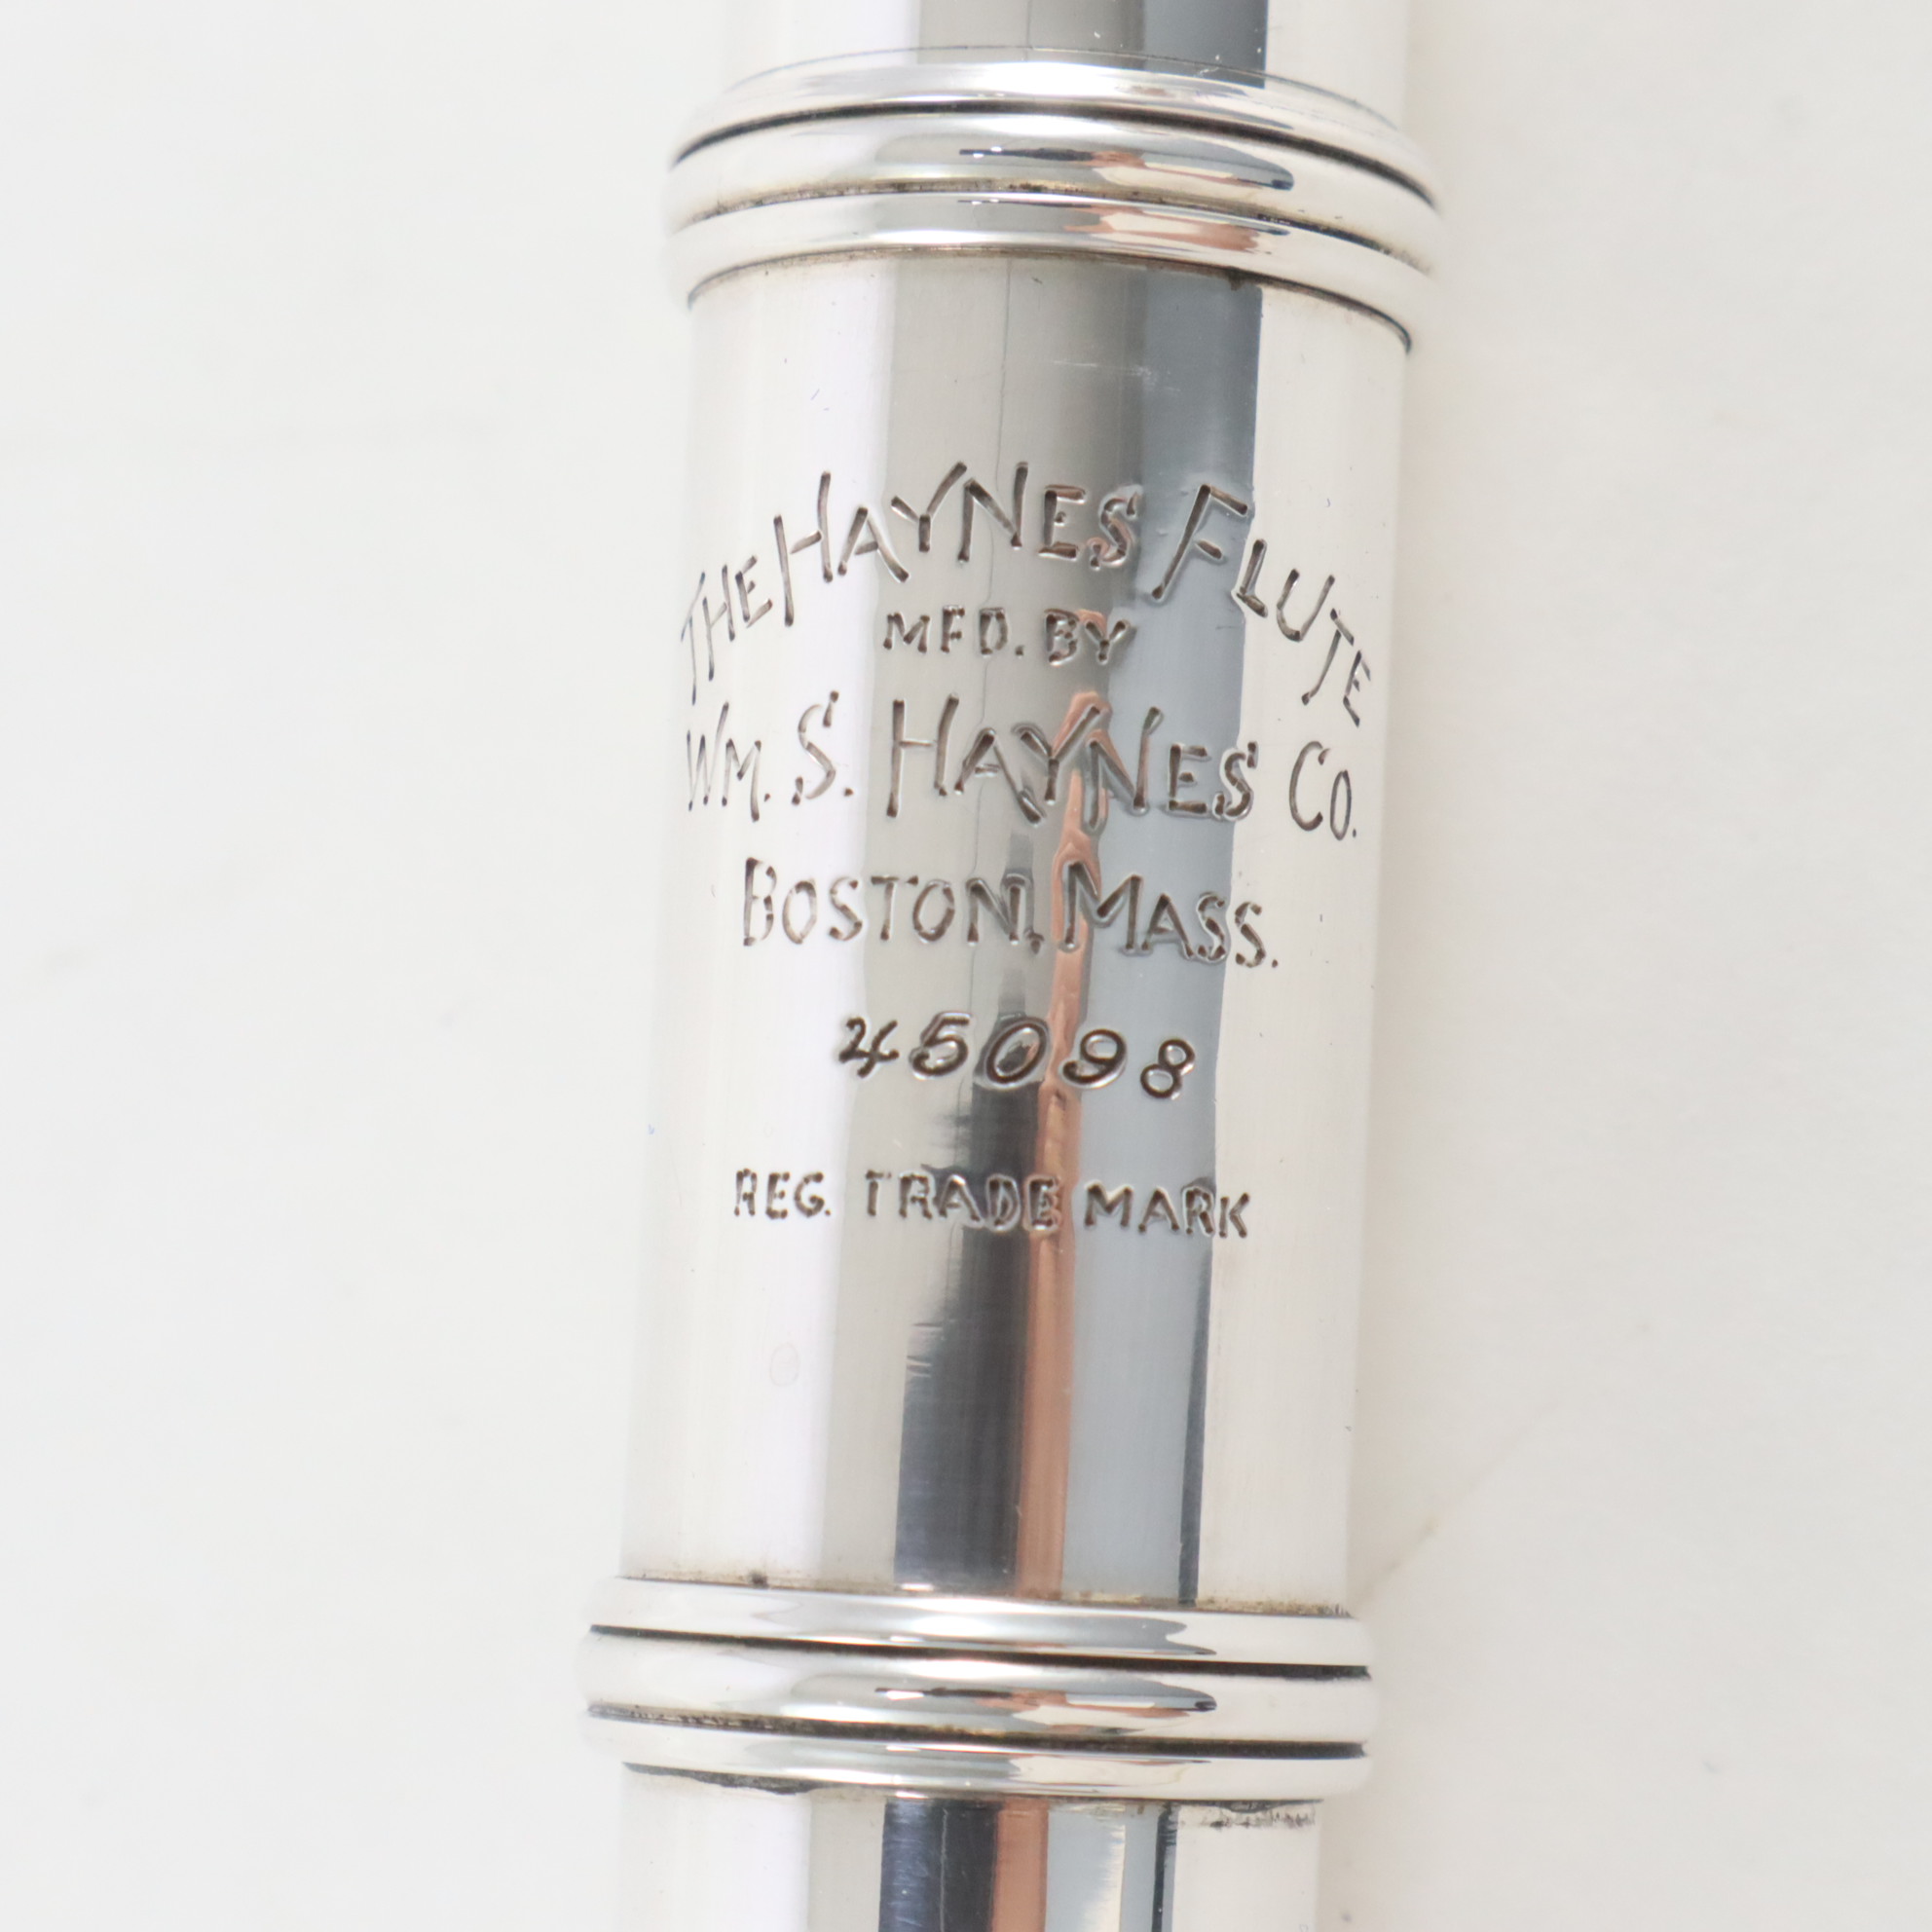 THE HAYNES FLUTE
MFD. BY
WM. S. HAYNES CO.
BOSTON, MASS.
45098
REG. TRADE MARK